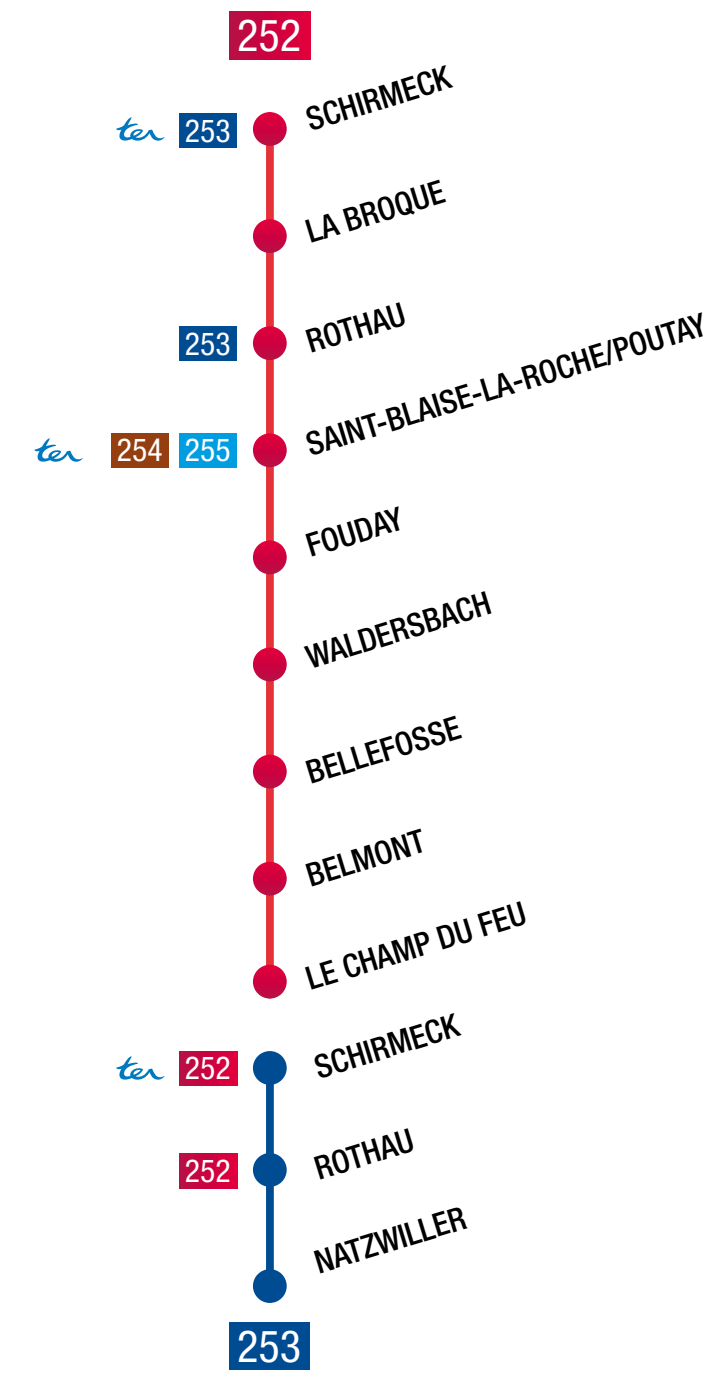 252
ter 253 SCHIRMECK
LA BROQUE
253 ROTHAU
ter 254 255 SAINT-BLAISE-LA-ROCHE/POUTAY
FOUDAY
WALDERSBACH
BELLEFOSSE
BELMONT
LE CHAMP DU FEU
ter 252 SCHIRMECK
252 ROTHAU
NATZWILLER
253